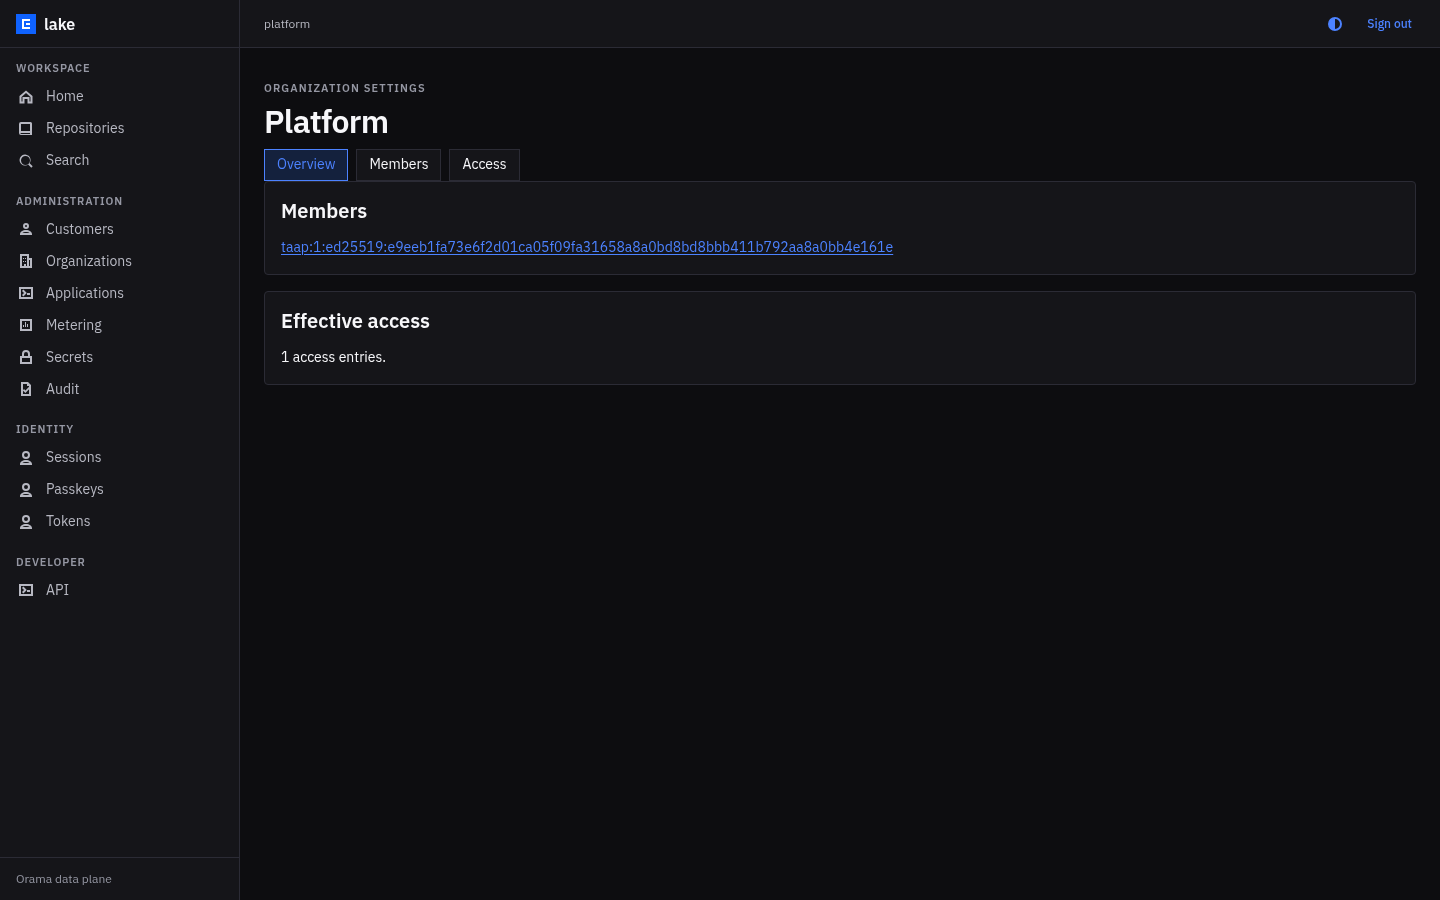 lake
platform
Sign out
WORKSPACE
Home
Repositories
Search
ADMINISTRATION
Customers
Organizations
Applications
Metering
Secrets
Audit
IDENTITY
Sessions
Passkeys
Tokens
DEVELOPER
API
Orama data plane
ORGANIZATION SETTINGS
Platform
Overview
Members
Access
Members
taap:1:ed25519:e9eeb1fa73e6f2d01ca05f09fa31658a8a0bd8bd8bbb411b792aa8a0bb4e161e
Effective access
1 access entries.